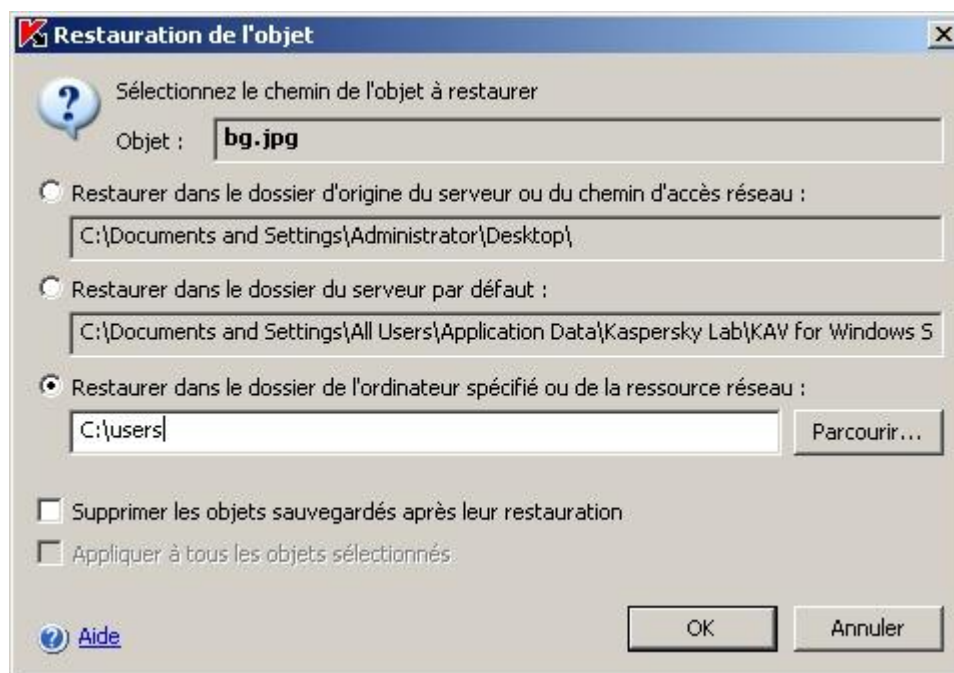 Restauration de l'objet
Sélectionnez le chemin de l'objet à restaurer
Objet : bg.jpg
Restaurer dans le dossier d'origine du serveur ou du chemin d'accès réseau :
C:\Documents and Settings\Administrator\Desktop\
Restaurer dans le dossier du serveur par défaut :
C:\Documents and Settings\All Users\Application Data\Kaspersky Lab\KAV for Windows S
Restaurer dans le dossier de l'ordinateur spécifié ou de la ressource réseau :
C:\users
Parcourir...
Supprimer les objets sauvegardés après leur restauration
Appliquer à tous les objets sélectionnés
Aide
OK
Annuler